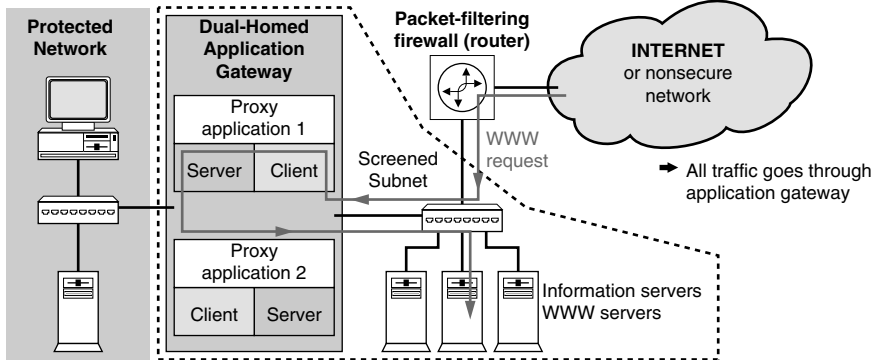 Protected
Network
Dual-Homed
Application
Gateway
Proxy
application 1
Server
Client
Proxy
application 2
Client
Server
Packet-filtering
firewall (router)
INTERNET
or nonsecure
network
WWW
request
Screened
Subnet
All traffic goes through
application gateway
Information servers
WWW servers